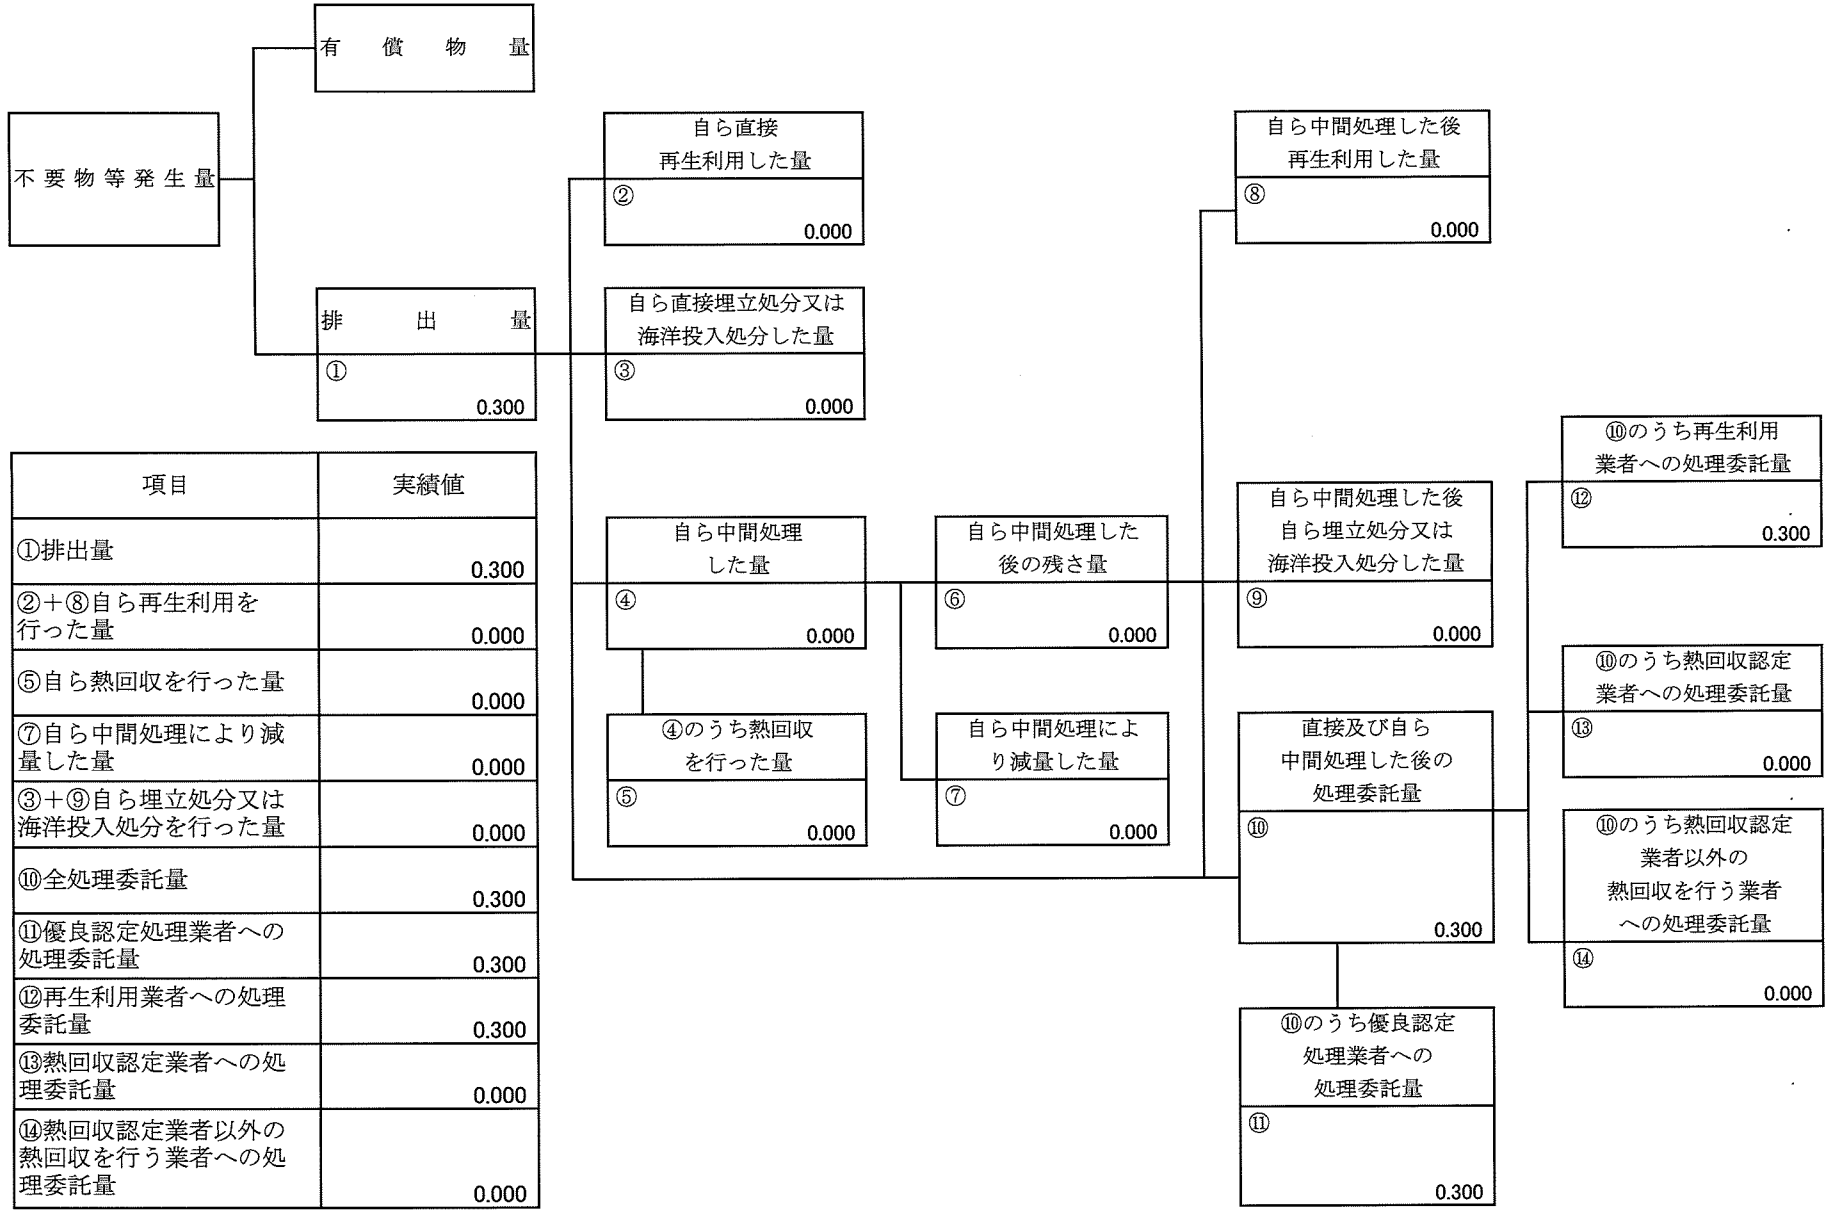 有償物量
不要物等発生量
排出量
①
0.300
自ら直接
再生利用した量
②
0.000
自ら直接埋立処分又は
海洋投入処分した量
③
0.000
自ら中間処理
した量
④
0.000
④のうち熱回収
を行った量
⑤
0.000
自ら中間処理した
後の残さ量
⑥
0.000
自ら中間処理によ
り減量した量
⑦
0.000
自ら中間処理した後
再生利用した量
⑧
0.000
自ら中間処理した後
自ら埋立処分又は
海洋投入処分した量
⑨
0.000
直接及び自ら
中間処理した後の
処理委託量
⑩
0.300
⑩のうち優良認定
処理業者への
処理委託量
⑪
0.300
⑩のうち再生利用
業者への処理委託量
⑫
0.300
⑩のうち熱回収認定
業者への処理委託量
⑬
0.000
⑩のうち熱回収認定
業者以外の
熱回収を行う業者
への処理委託量
⑭
0.000
項目 実績値
①排出量
0.300
②＋⑧自ら再生利用を
行った量
0.000
⑤自ら熱回収を行った量
0.000
⑦自ら中間処理により減
量した量
0.000
③＋⑨自ら埋立処分又は
海洋投入処分を行った量
0.000
⑩全処理委託量
0.300
⑪優良認定処理業者への
処理委託量
0.300
⑫再生利用業者への処理
委託量
0.300
⑬熱回収認定業者への処
理委託量
0.000
⑭熱回収認定業者以外の
熱回収を行う業者への処
理委託量
0.000